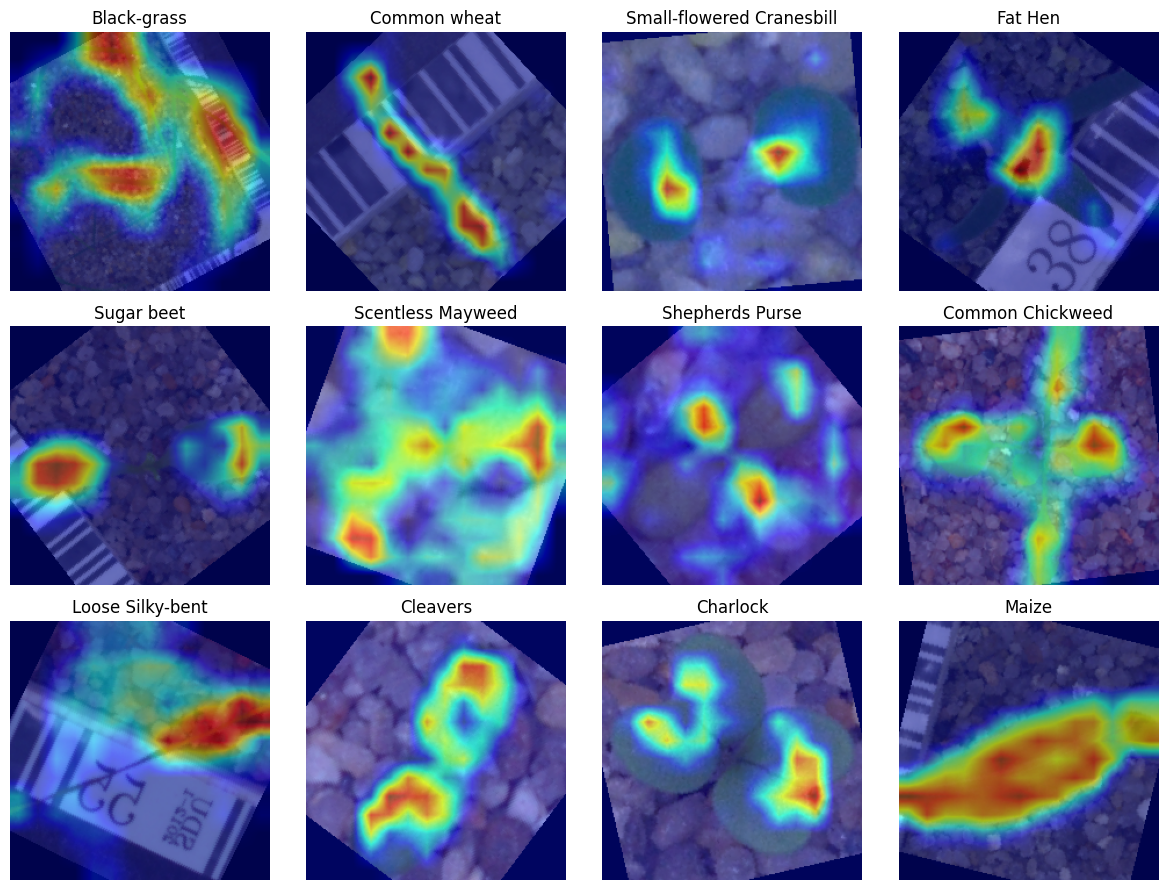 Black-grass
Common wheat
Small-flowered Cranesbill
Fat Hen
38
Sugar beet
Scentless Mayweed
Shepherds Purse
Common Chickweed
Loose Silky-bent
Cleavers
Charlock
Maize